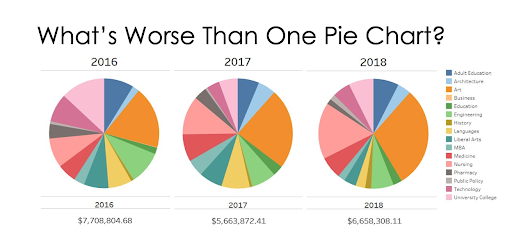 What's Worse Than One Pie Chart?
2016 2017 2018
Adult Education
Architecture
Art
Business
Education
Engineering
History
Languages
Liberal Arts
MBA
Medicine
Nursing
Pharmacy
Public Policy
Technology
University College
2016 2017 2018
$7,708,804.68 $5,663,872.41 $6,658,308.11